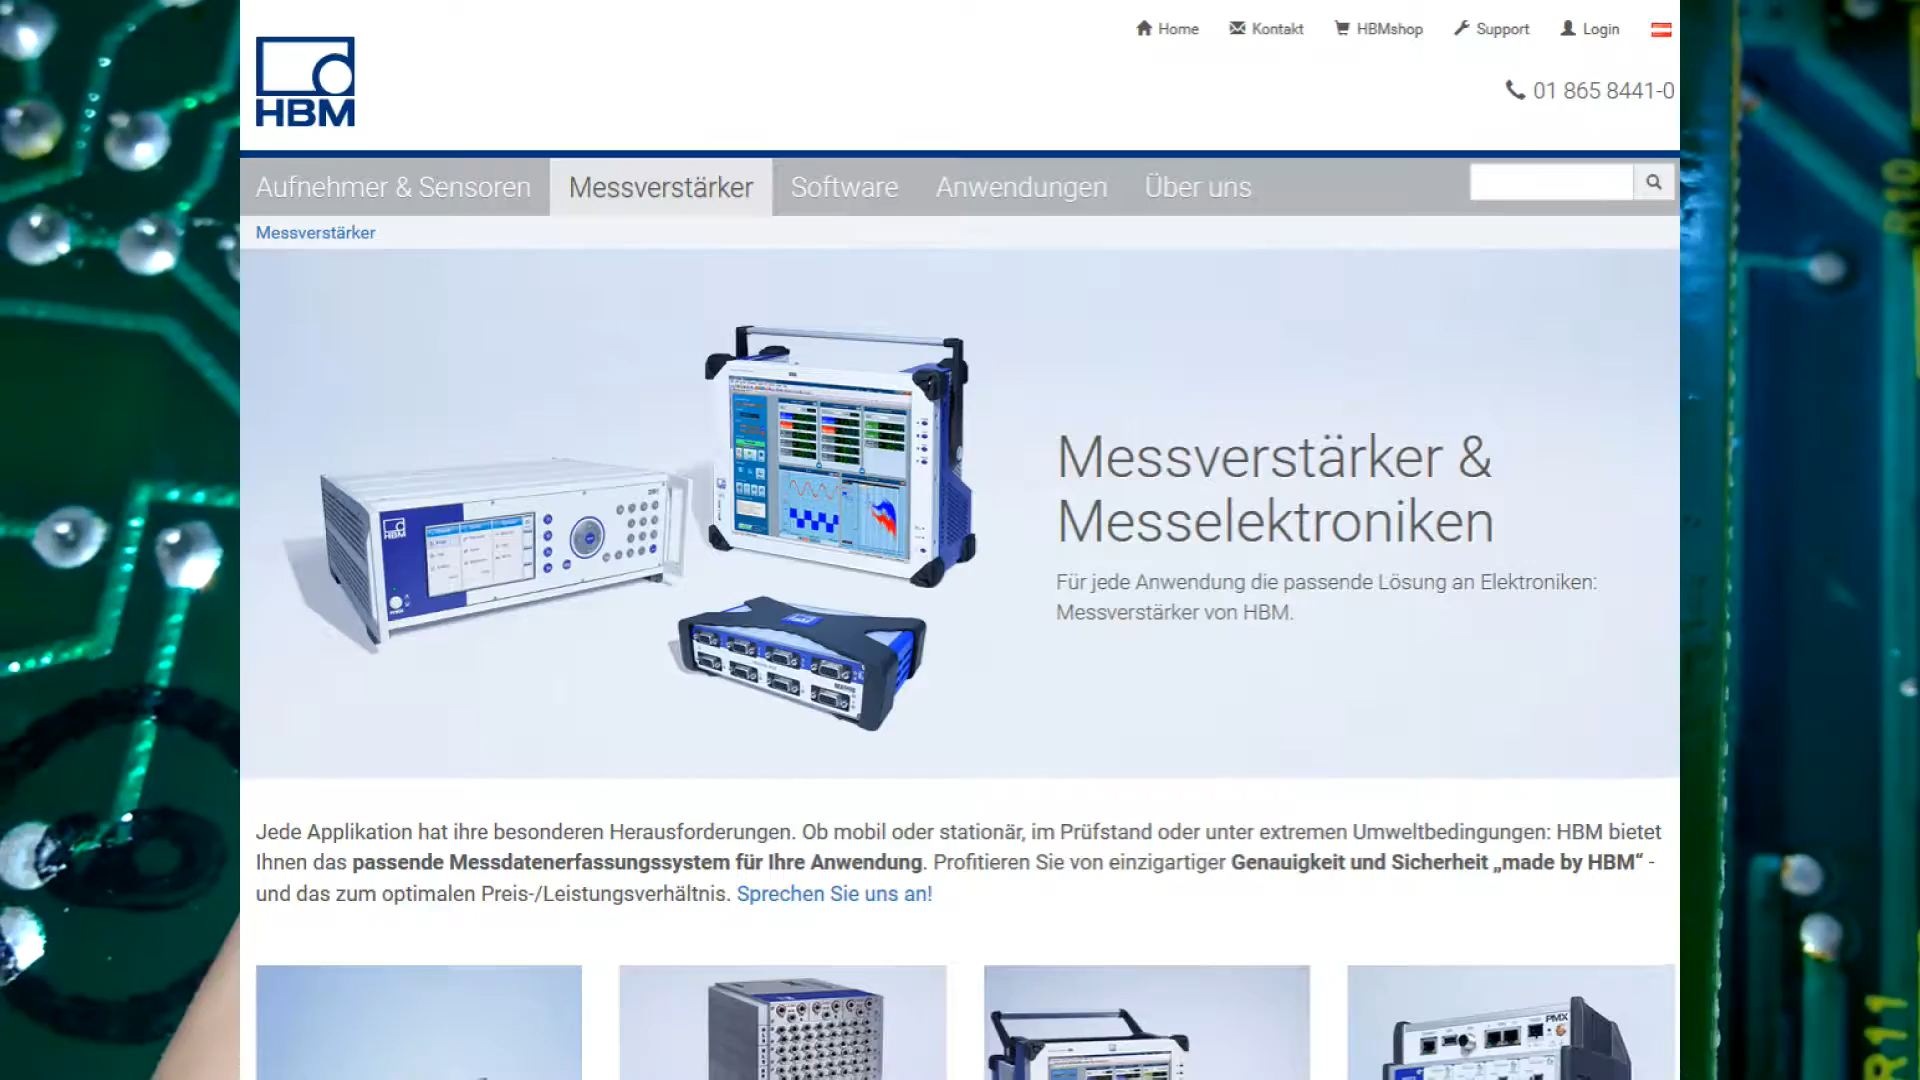 Home Kontakt HBMshop Support Login
HBM
01 865 8441-0
Aufnehmer & Sensoren Messverstärker Software Anwendungen Über uns
Messverstärker
Messverstärker &
Messelektroniken
Für jede Anwendung die passende Lösung an Elektroniken:
Messverstärker von HBM.
HBM
Jede Applikation hat ihre besonderen Herausforderungen. Ob mobil oder stationär, im Prüfstand oder unter extremen Umweltbedingungen: HBM bietet
Ihnen das passende Messdatenerfassungssystem für Ihre Anwendung. Profitieren Sie von einzigartiger Genauigkeit und Sicherheit „made by HBM“ -
und das zum optimalen Preis-/Leistungsverhältnis. Sprechen Sie uns an!
PMX
R10
R11